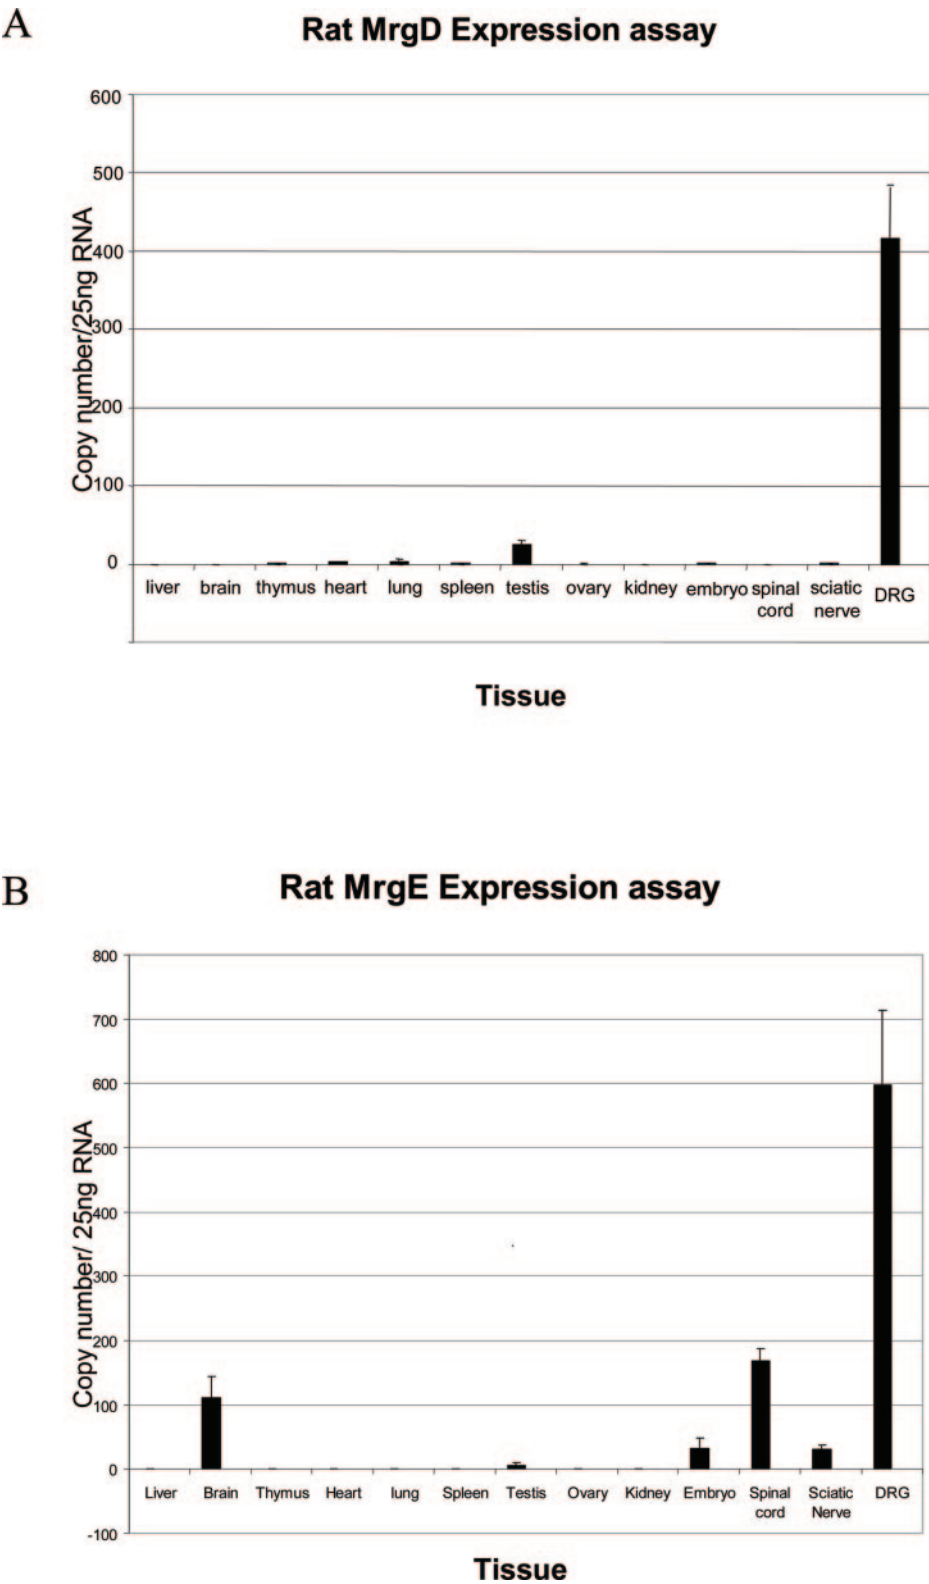 A
Rat MrgD Expression assay
600
500
400
300
200
100
0
Copy number/25ng RNA
liver brain thymus heart lung spleen testis ovary kidney embryo spinal cord sciatic nerve DRG
Tissue
B
Rat MrgE Expression assay
800
700
600
500
400
300
200
100
0
-100
Copy number/ 25ng RNA
Liver Brain Thymus Heart lung Spleen Testis Ovary Kidney Embryo Spinal cord Sciatic Nerve DRG
Tissue